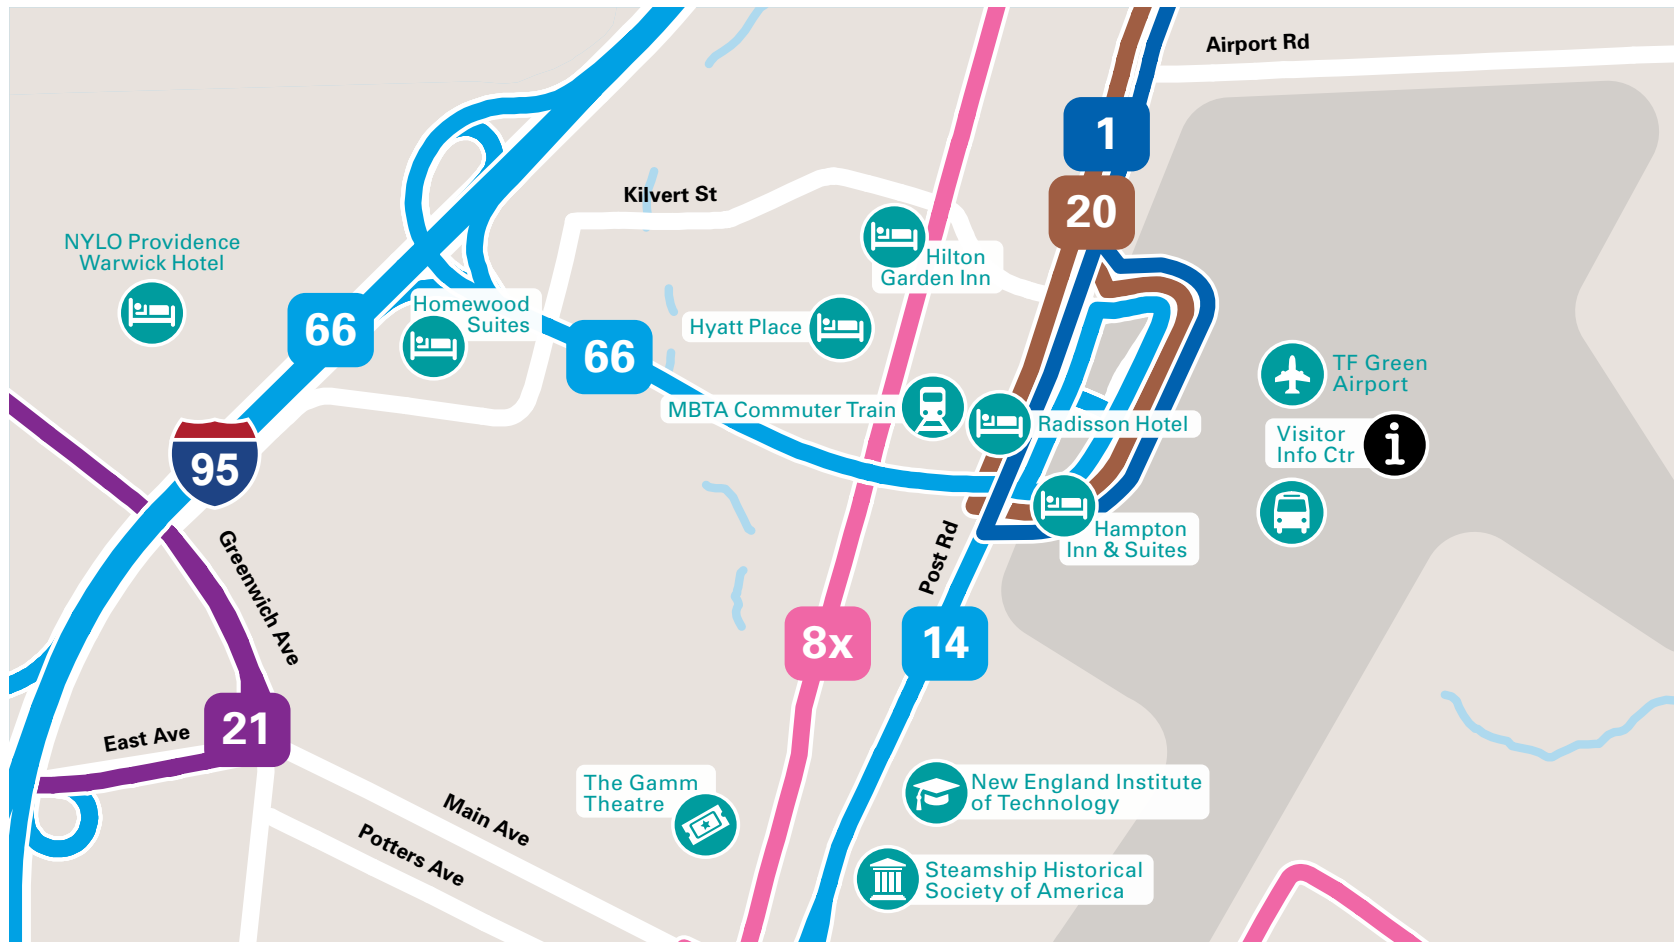 Airport Rd
1
Kilvert St
20
NYLO Providence
Warwick Hotel
Hilton
Garden Inn
Homewood
Suites
66
66
Hyatt Place
TF Green
Airport
MBTA Commuter Train
Radisson Hotel
Visitor
Info Ctr
i
95
Hampton
Inn & Suites
Post Rd
Greenwich Ave
8x
14
21
East Ave
The Gamm
Theatre
New England Institute
of Technology
Main Ave
Potters Ave
Steamship Historical
Society of America